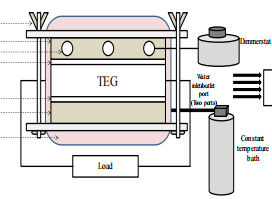 Dimmerstat
TEG
Water
inlet/outlet
port
(Two ports)
Load
Constant
temperature
bath